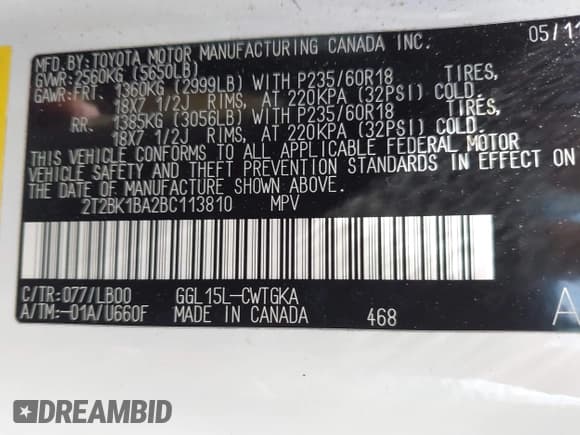 MFD. BY: TOYOTA MOTOR MANUFACTURING CANADA INC. 05/11
GVWR: 2560KG (5650LB)
GAWR: FRT. 1360KG (2999LB) WITH P235/60R18 TIRES,
18X7 1/2J RIMS, AT 220KPA (32PSI) COLD.
RR. 1385KG (3056LB) WITH P235/60R18 TIRES,
18X7 1/2J RIMS, AT 220KPA (32PSI) COLD.
THIS VEHICLE CONFORMS TO ALL APPLICABLE FEDERAL MOTOR
VEHICLE SAFETY AND THEFT PREVENTION STANDARDS IN EFFECT ON
THE DATE OF MANUFACTURE SHOWN ABOVE.
2T2BK1BA2BC113810 MPV
C/TR: 077/LB00 GGL15L-CWTGKA
A/TM:-01A/U660F MADE IN CANADA 468 A
DREAMBID